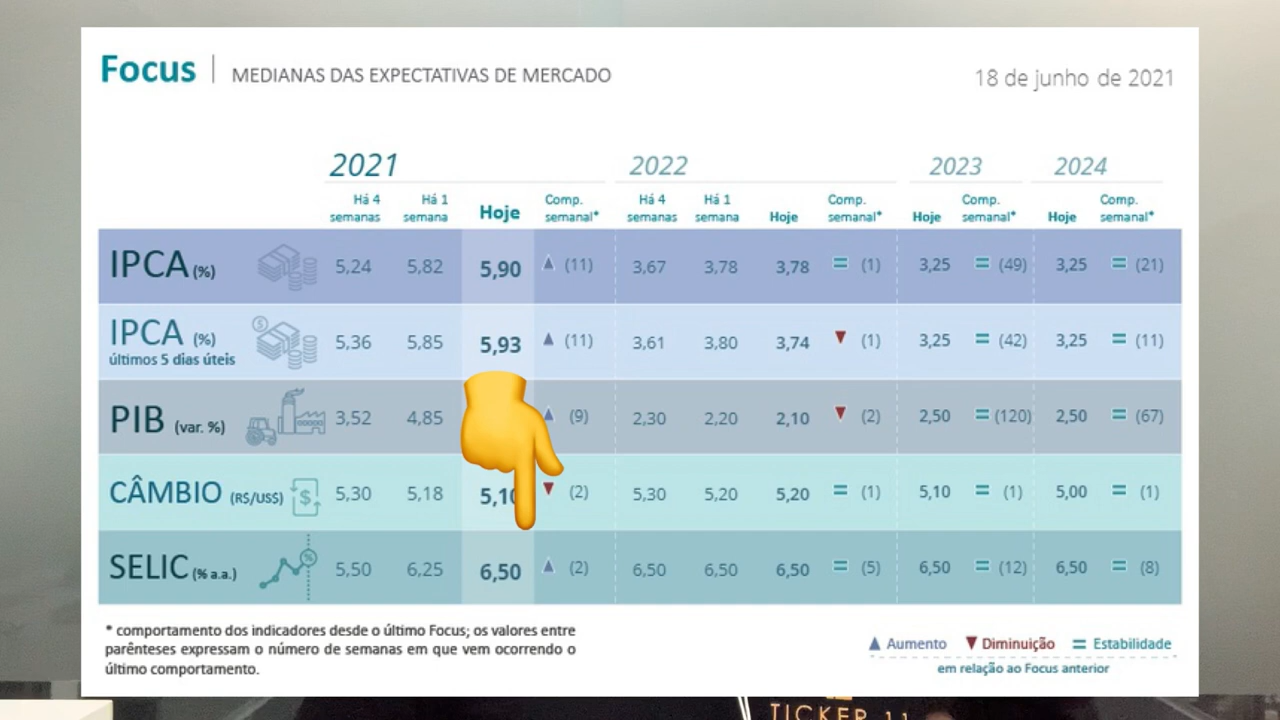 Focus | MEDIANAS DAS EXPECTATIVAS DE MERCADO
18 de junho de 2021
2021 2022 2023 2024
Há 4 semanas Há 1 semana Hoje Comp. semanal* Há 4 semanas Há 1 semana Hoje Comp. semanal* Hoje Comp. semanal* Hoje Comp. semanal*
IPCA (%) 5,24 5,82 5,90 ▲ (11) 3,67 3,78 3,78 = (1) 3,25 = (49) 3,25 = (21)
IPCA (%) últimos 5 dias úteis 5,36 5,85 5,93 ▲ (11) 3,61 3,80 3,74 ▼ (1) 3,25 = (42) 3,25 = (11)
PIB (var. %) 3,52 4,85 ▲ (9) 2,30 2,20 2,10 ▼ (2) 2,50 = (120) 2,50 = (67)
CÂMBIO (R$/US$) 5,30 5,18 5,10 ▼ (2) 5,30 5,20 5,20 = (1) 5,10 = (1) 5,00 = (1)
SELIC (% a.a.) 5,50 6,25 6,50 ▲ (2) 6,50 6,50 6,50 = (5) 6,50 = (12) 6,50 = (8)
* comportamento dos indicadores desde o último Focus; os valores entre
parênteses expressam o número de semanas em que vem ocorrendo o
último comportamento.
▲ Aumento ▼ Diminuição = Estabilidade
em relação ao Focus anterior
TICKER 11